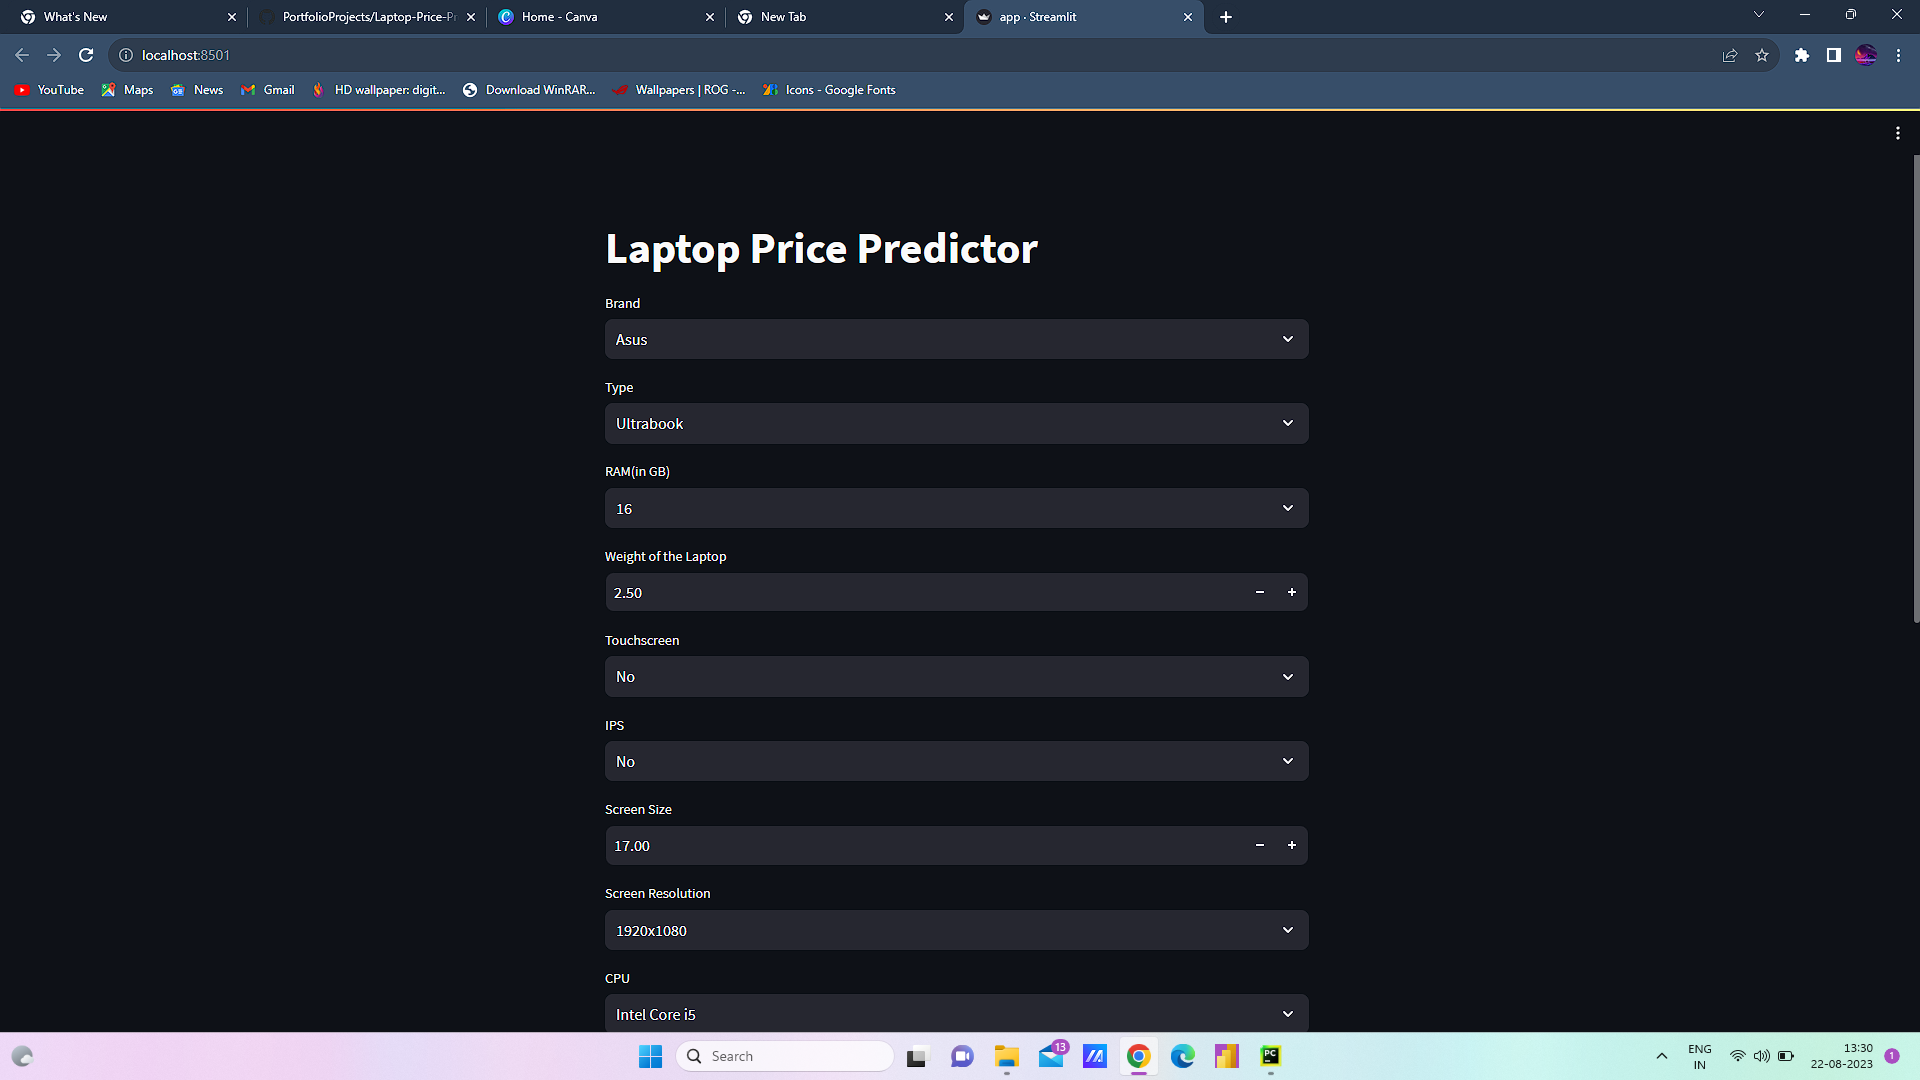 What's New
PortfolioProjects/Laptop-Price-Pr
Home - Canva
New Tab
app · Streamlit
localhost:8501
YouTube
Maps
News
Gmail
HD wallpaper: digit...
Download WinRAR...
Wallpapers | ROG -...
Icons - Google Fonts
Laptop Price Predictor
Brand
Asus
Type
Ultrabook
RAM(in GB)
16
Weight of the Laptop
2.50
Touchscreen
No
IPS
No
Screen Size
17.00
Screen Resolution
1920x1080
CPU
Intel Core i5
Search
13
PC
ENG
IN
13:30
22-08-2023
1